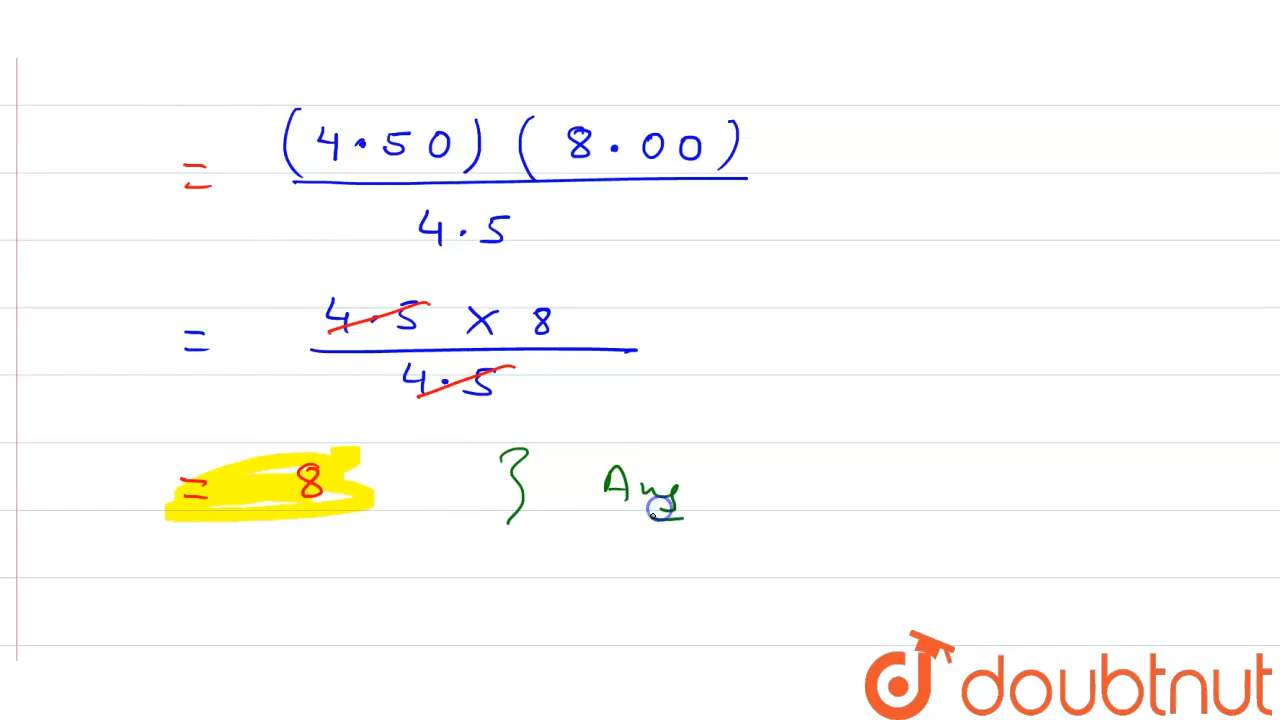 = (4.50) (8.00)
4.5
= 4.5 × 8
4.5
= 8 } Ans
doubtnut